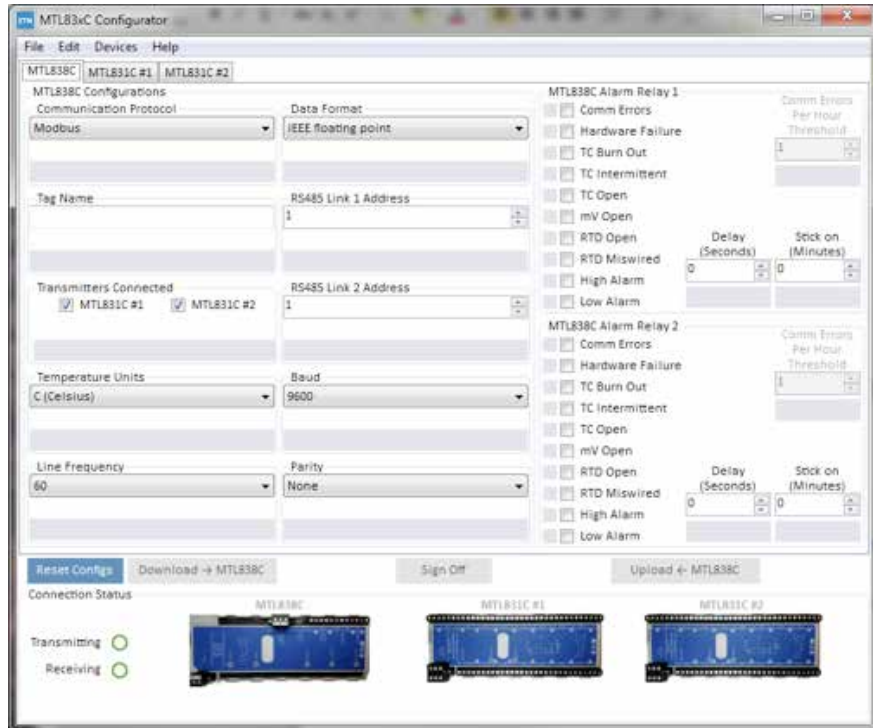 ETN MTL83xC Configurator
File Edit Devices Help
MTL838C MTL831C #1 MTL831C #2
MTL838C Configurations
Communication Protocol
Modbus
Data Format
IEEE floating point
Tag Name
RS485 Link 1 Address
1
Transmitters Connected
MTL831C #1 MTL831C #2
RS485 Link 2 Address
1
Temperature Units
C (Celsius)
Baud
9600
Line Frequency
60
Parity
None
MTL838C Alarm Relay 1
Comm Errors
Hardware Failure
TC Burn Out
TC Intermittent
TC Open
mV Open
RTD Open
RTD Miswired
High Alarm
Low Alarm
Comm Errors
Per Hour
Threshold
1
Delay
(Seconds)
0
Stick on
(Minutes)
0
MTL838C Alarm Relay 2
Comm Errors
Hardware Failure
TC Burn Out
TC Intermittent
TC Open
mV Open
RTD Open
RTD Miswired
High Alarm
Low Alarm
Comm Errors
Per Hour
Threshold
1
Delay
(Seconds)
0
Stick on
(Minutes)
0
Reset Configs Download → MTL838C Sign Off Upload ← MTL838C
Connection Status
MTL838C MTL831C #1 MTL831C #2
Transmitting
Receiving